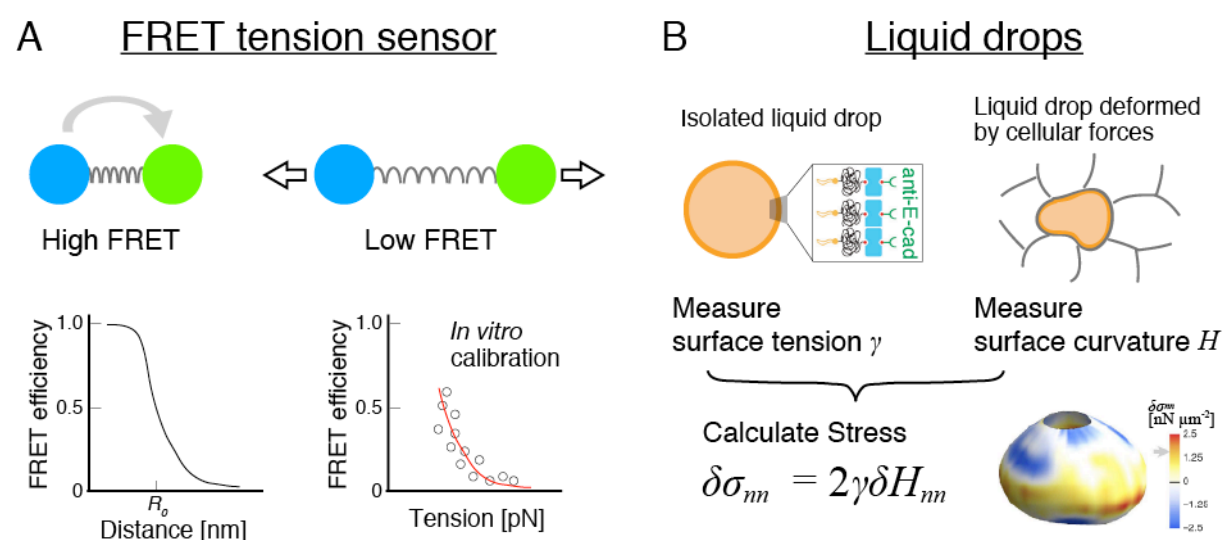 A
FRET tension sensor
High FRET
Low FRET
FRET efficiency
1.0
0.5
0
R₀
Distance [nm]
FRET efficiency
1.0
0.5
0
In vitro
calibration
Tension [pN]
B
Liquid drops
Isolated liquid drop
anti-E-cad
Liquid drop deformed
by cellular forces
Measure
surface tension γ
Measure
surface curvature H
Calculate Stress
δσₙₙ = 2γδHₙₙ
δσⁿⁿ
[nN μm⁻²]
2.5
1.25
0
-1.25
-2.5